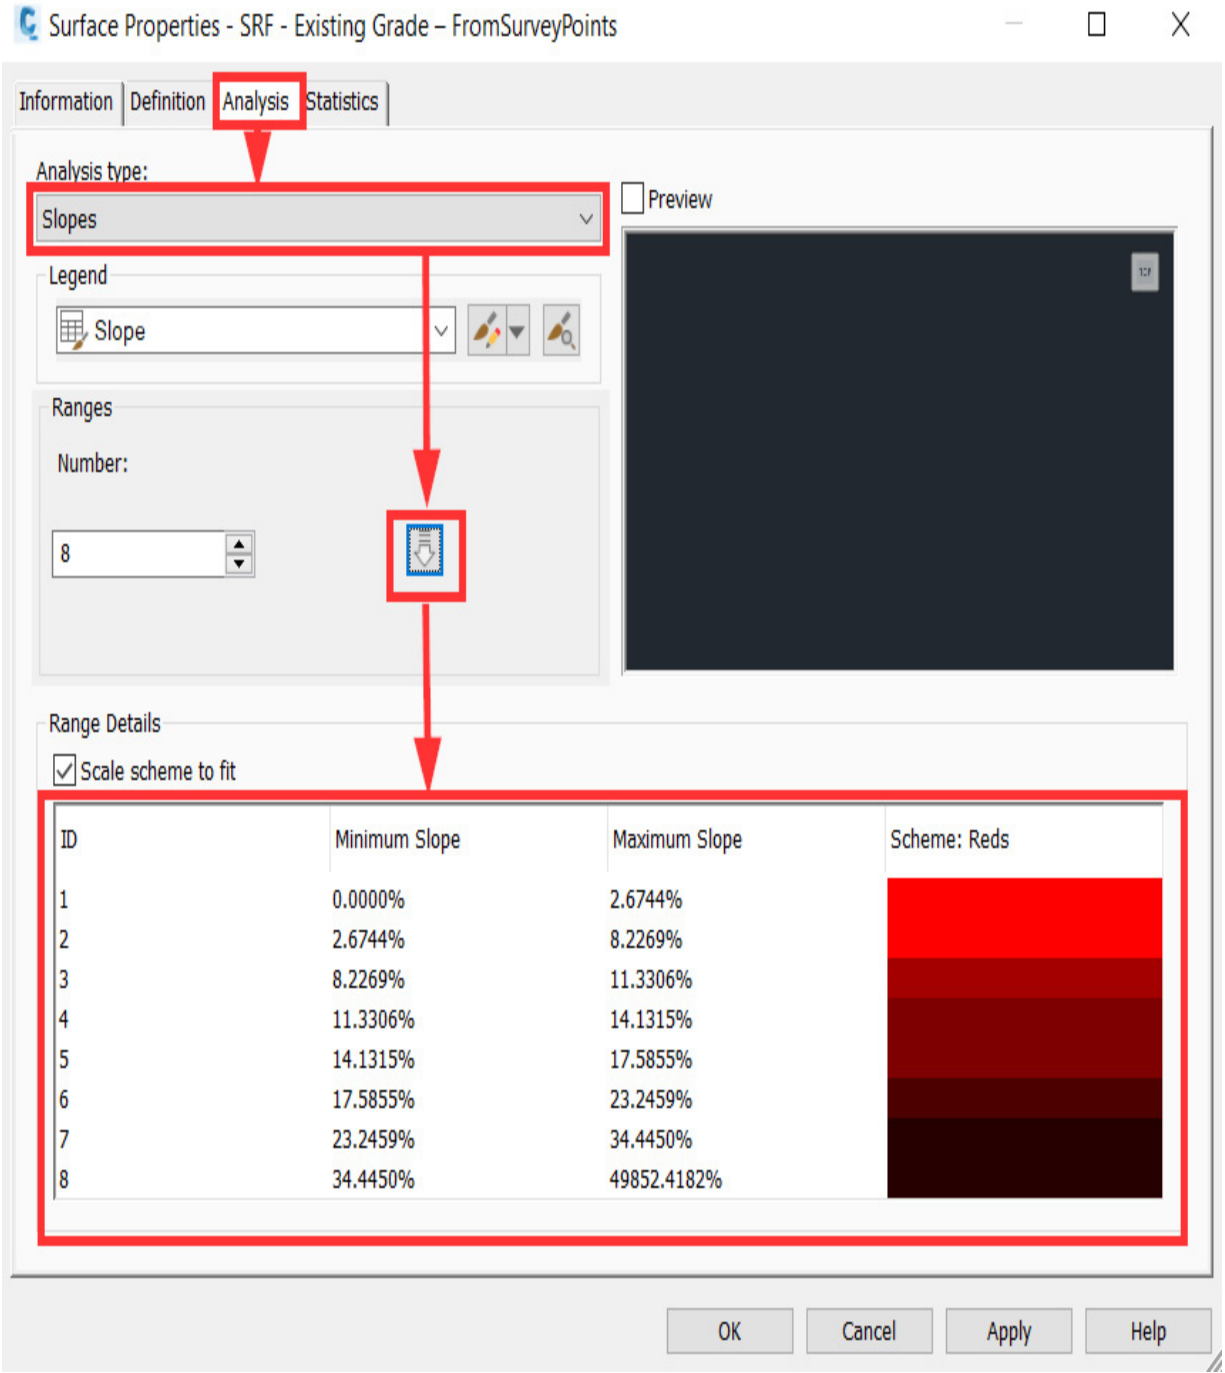 Surface Properties - SRF - Existing Grade – FromSurveyPoints
Information Definition Analysis Statistics
Analysis type:
Slopes
Preview
TOP
Legend
Slope
Ranges
Number:
8
Range Details
Scale scheme to fit
ID Minimum Slope Maximum Slope Scheme: Reds
1 0.0000% 2.6744%
2 2.6744% 8.2269%
3 8.2269% 11.3306%
4 11.3306% 14.1315%
5 14.1315% 17.5855%
6 17.5855% 23.2459%
7 23.2459% 34.4450%
8 34.4450% 49852.4182%
OK Cancel Apply Help